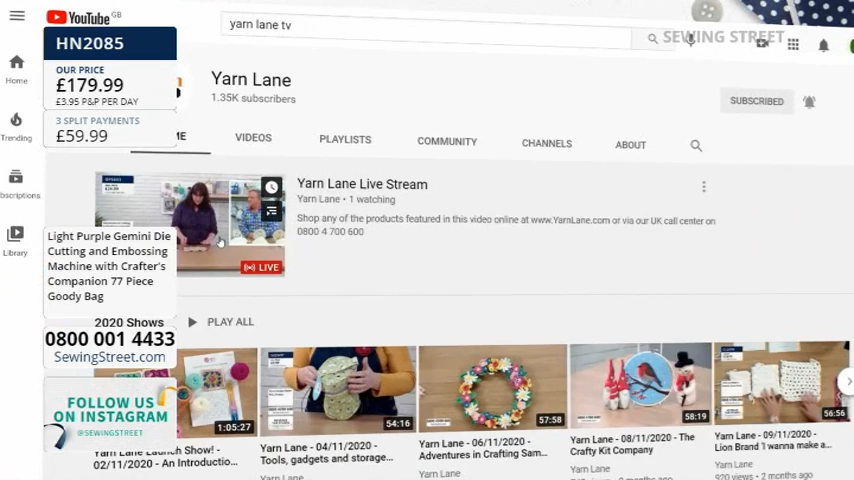 YouTube GB
yarn lane tv
SEWING STREET
HN2085
OUR PRICE
£179.99
£3.95 P&P PER DAY
3 SPLIT PAYMENTS
£59.99
Home
Trending
Library
Yarn Lane
1.35K subscribers
SUBSCRIBED
VIDEOS
PLAYLISTS
COMMUNITY
CHANNELS
ABOUT
Yarn Lane Live Stream
Yarn Lane • 1 watching
Shop any of the products featured in this video online at www.YarnLane.com or via our UK call center on
0800 4 700 600
LIVE
Light Purple Gemini Die
Cutting and Embossing
Machine with Crafter's
Companion 77 Piece
Goody Bag
2020 Shows
PLAY ALL
0800 001 4433
SewingStreet.com
FOLLOW US
ON INSTAGRAM
@SEWINGSTREET
1:05:27
54:16
57:58
58:19
56:56
Yarn Lane Launch Show! -
02/11/2020 - An Introductio...
Yarn Lane - 04/11/2020 -
Tools, gadgets and storage...
Yarn Lane
Yarn Lane - 06/11/2020 -
Adventures in Crafting Sam...
Yarn Lane
Yarn Lane - 08/11/2020 - The
Crafty Kit Company
Yarn Lane
Yarn Lane - 09/11/2020 -
Lion Brand 'I wanna make a...
Yarn Lane
920 views • 2 months ago